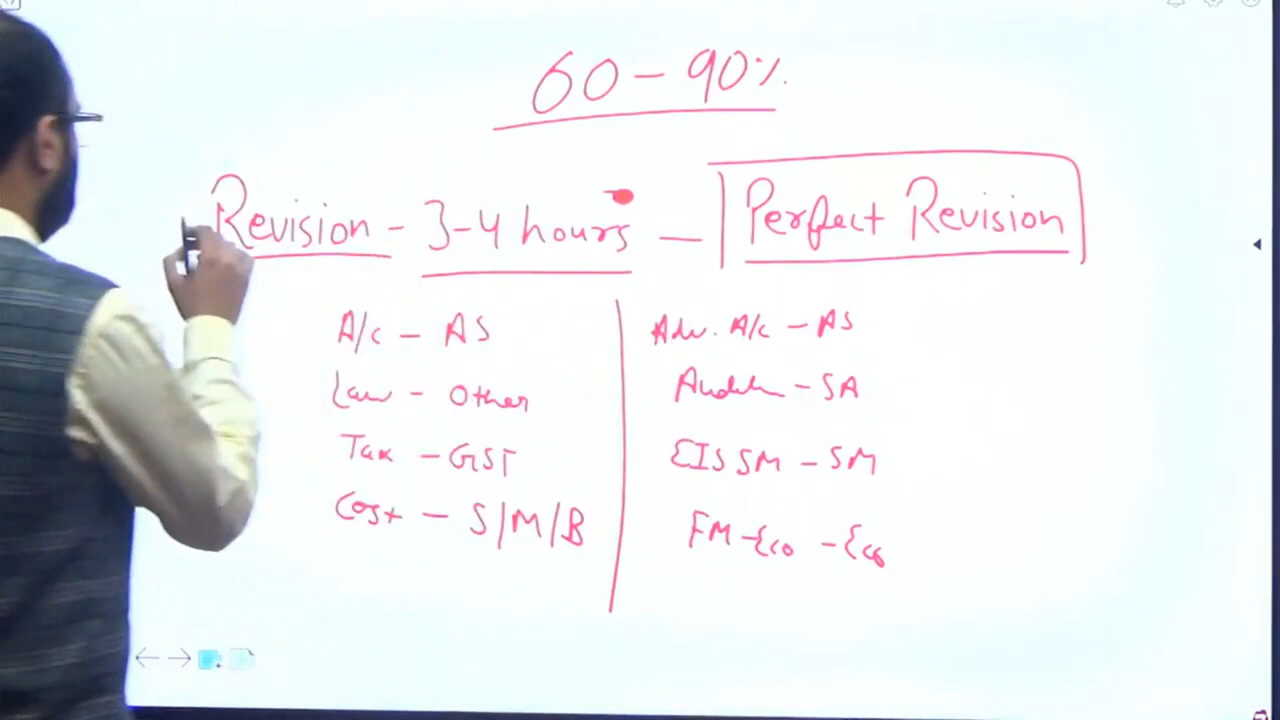 60-90%
Revision - 3-4 hours - Perfect Revision
A/c - AS
Law - Other
Tax - GST
Cost - S/M/B
Adv. A/c - AS
Audit - SA
EIS SM - SM
FM-Eco - Eco